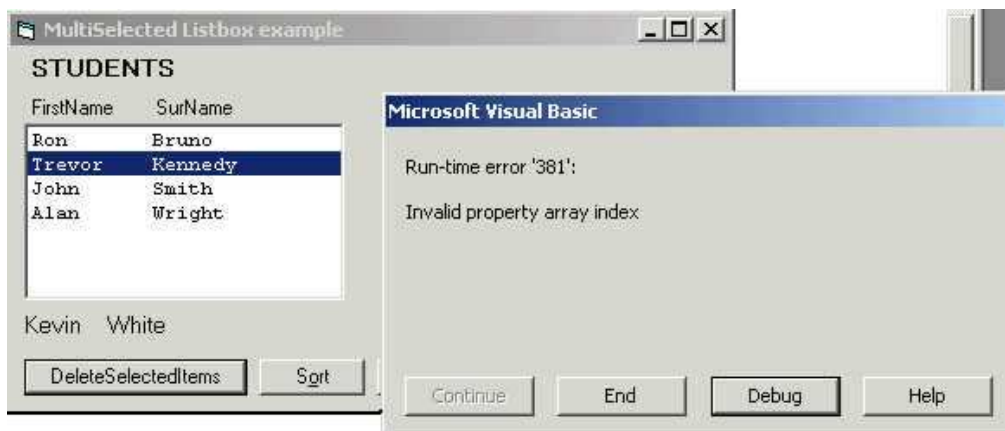 MultiSelected Listbox example
STUDENTS
FirstName SurName
Ron Bruno
Trevor Kennedy
John Smith
Alan Wright
Kevin White
DeleteSelectedItems Sort
Microsoft Visual Basic
Run-time error '381':
Invalid property array index
Continue End Debug Help